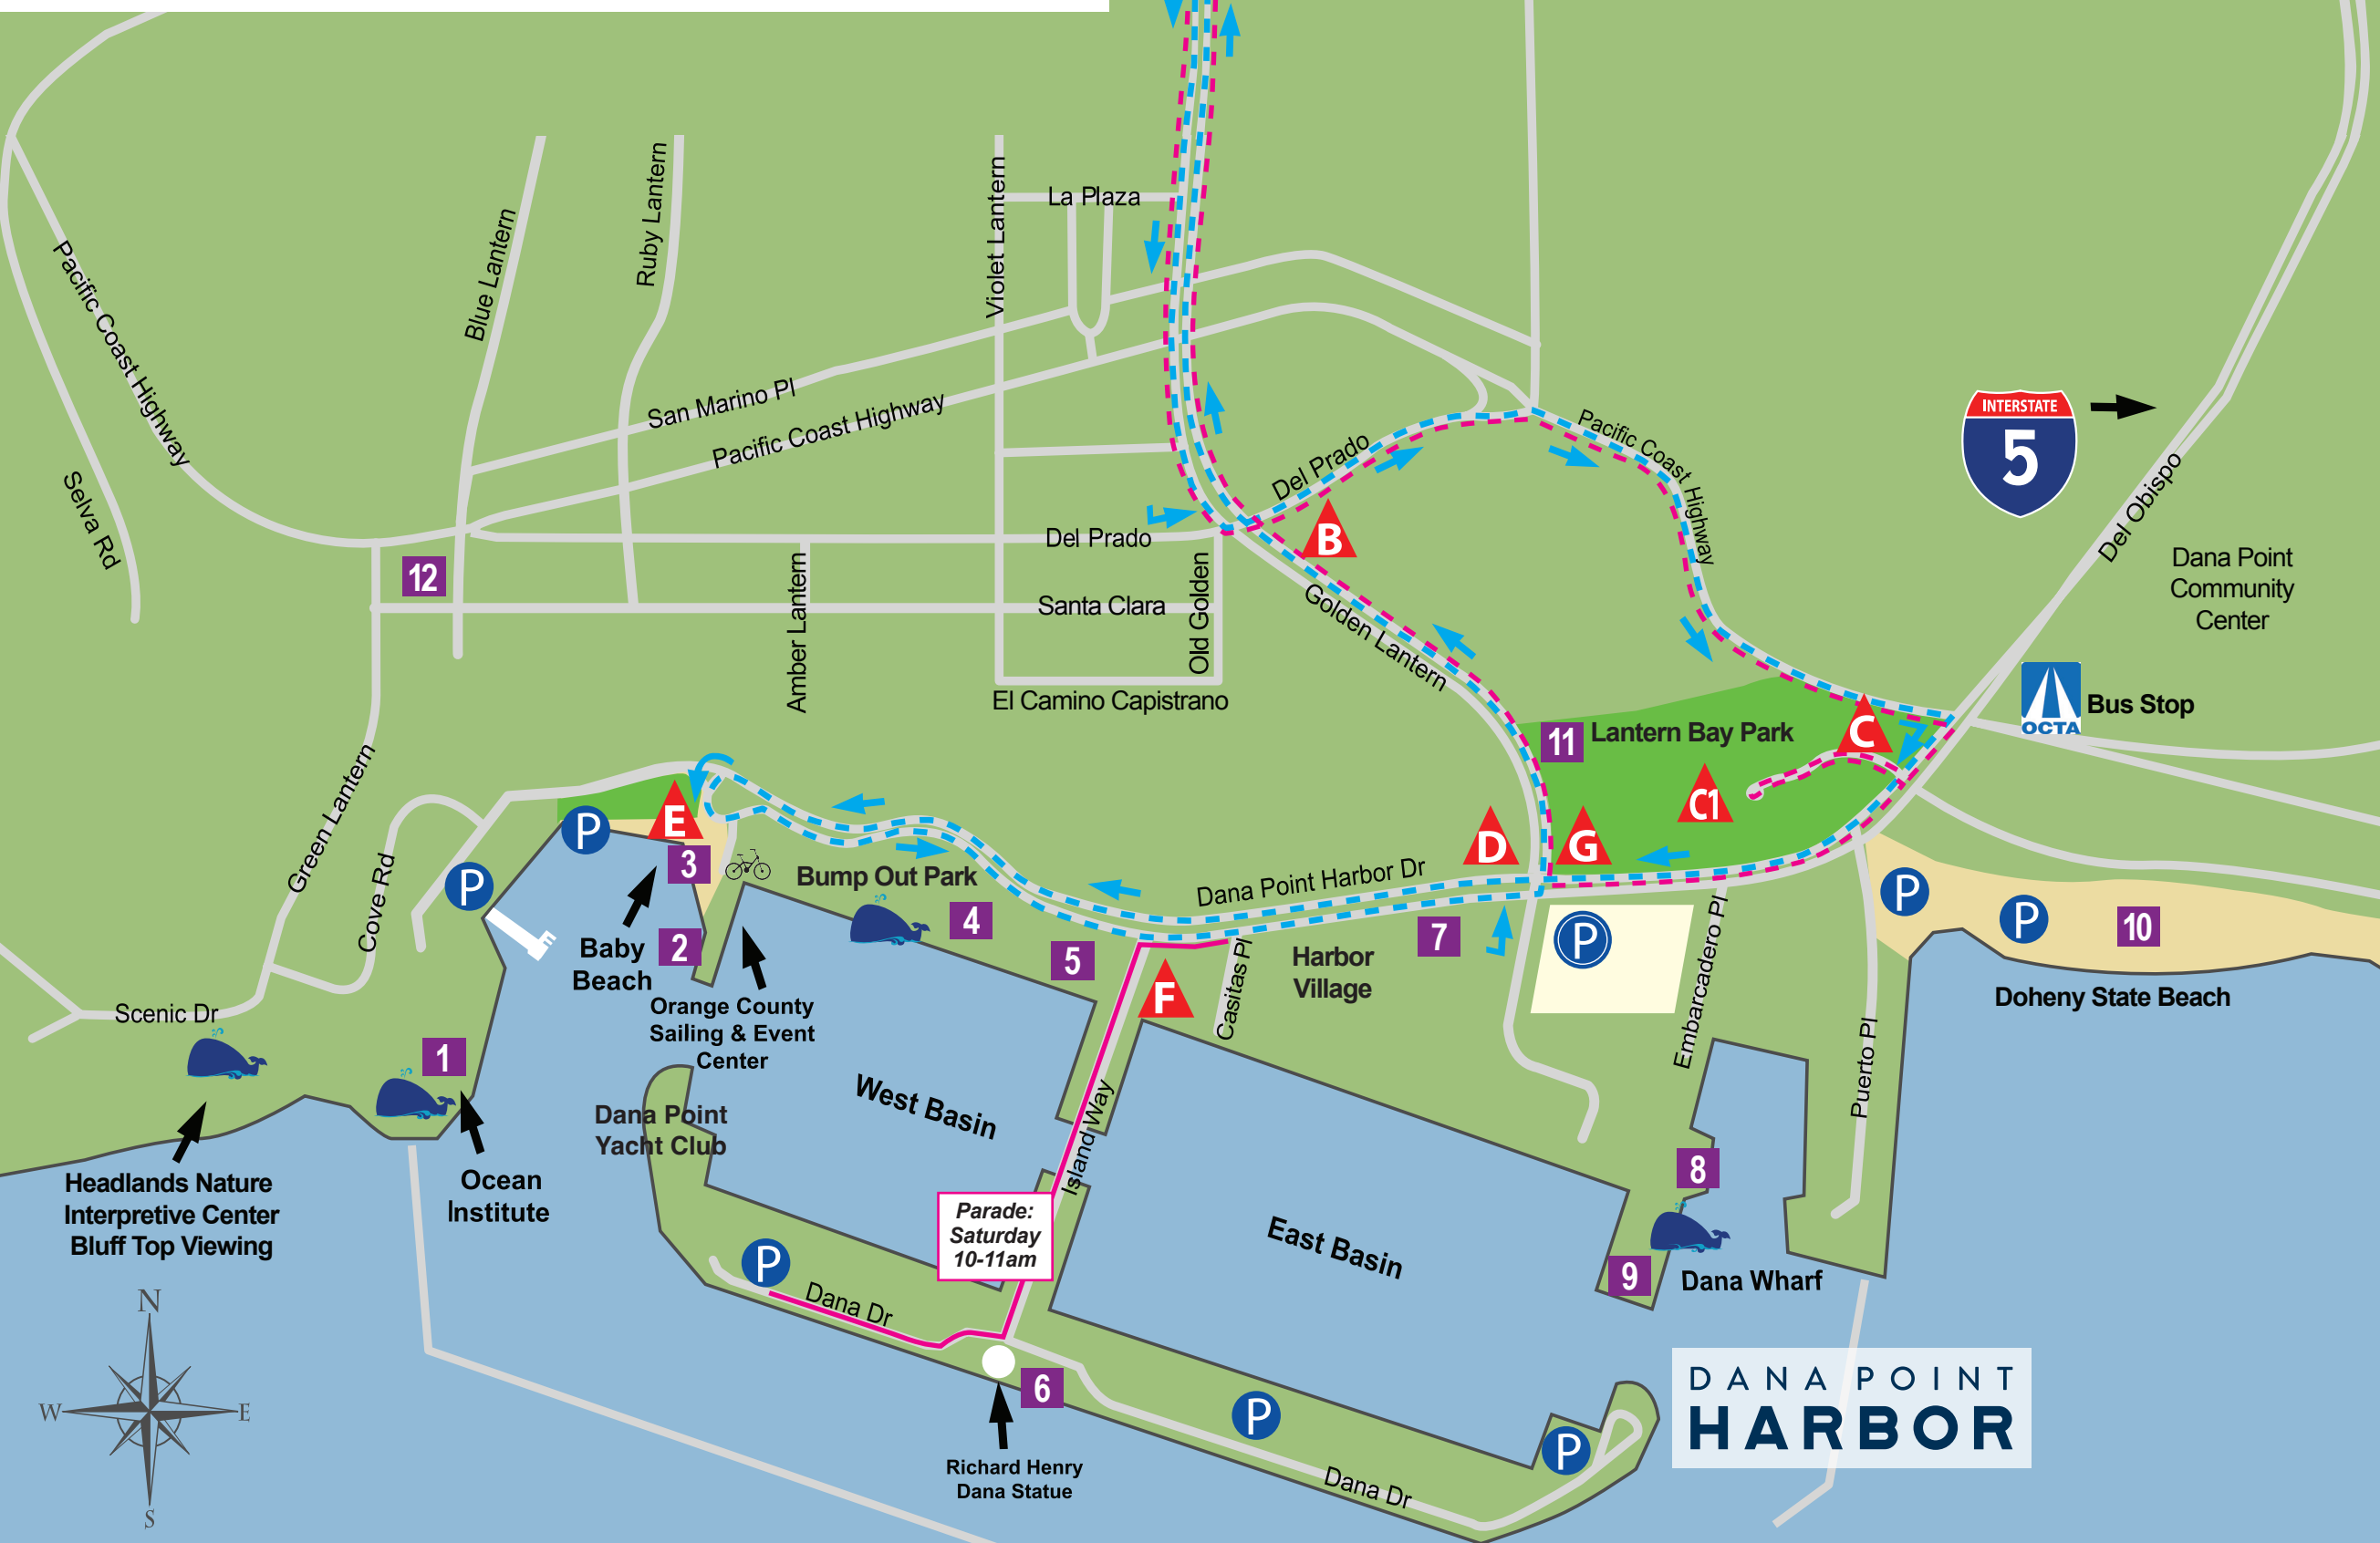 La Plaza
Violet Lantern
Ruby Lantern
Blue Lantern
Pacific Coast Highway
Selva Rd
San Marino Pl
Pacific Coast Highway
Del Prado
Pacific Coast Highway
INTERSTATE
5
Del Obispo
Dana Point
Community
Center
B
Del Prado
12
Amber Lantern
Santa Clara
Old Golden
El Camino Capistrano
Golden Lantern
OCTA
Bus Stop
11
Lantern Bay Park
C
C1
D
G
Green Lantern
Cove Rd
P
P
E
3
Bump Out Park
4
Dana Point Harbor Dr
7
P
Embarcadero Pl
P
P
10
Doheny State Beach
Baby
Beach
2
5
F
Casitas Pl
Harbor
Village
Orange County
Sailing & Event
Center
Scenic Dr
1
Ocean
Institute
Headlands Nature
Interpretive Center
Bluff Top Viewing
Dana Point
Yacht Club
West Basin
Island Way
Parade:
Saturday
10-11am
East Basin
Puerto Pl
8
9
Dana Wharf
P
Dana Dr
6
Richard Henry
Dana Statue
P
P
Dana Dr
DANA POINT
HARBOR
N
W
E
S